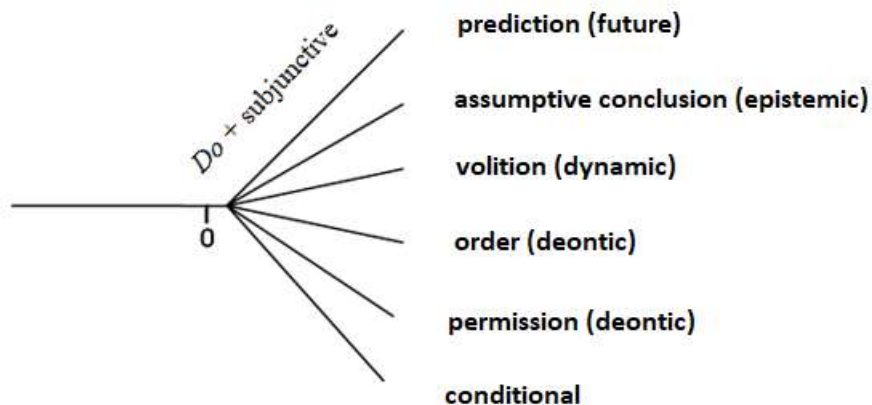 prediction (future)
Do + subjunctive
assumptive conclusion (epistemic)
volition (dynamic)
0
order (deontic)
permission (deontic)
conditional